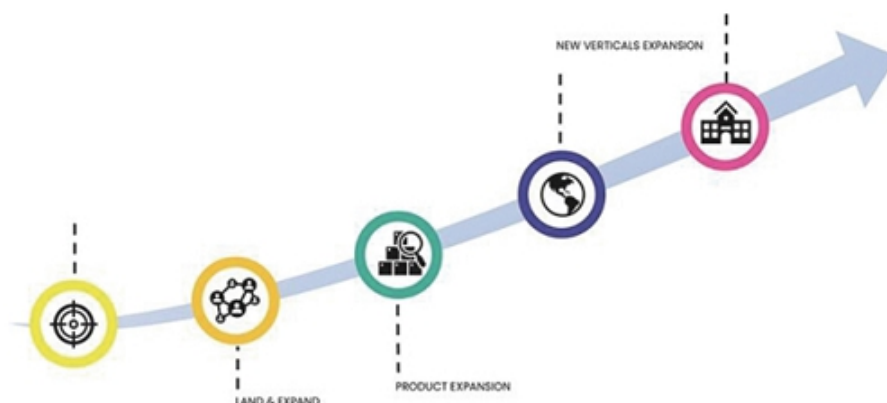 NEW VERTICALS EXPANSION
LAND & EXPAND
PRODUCT EXPANSION